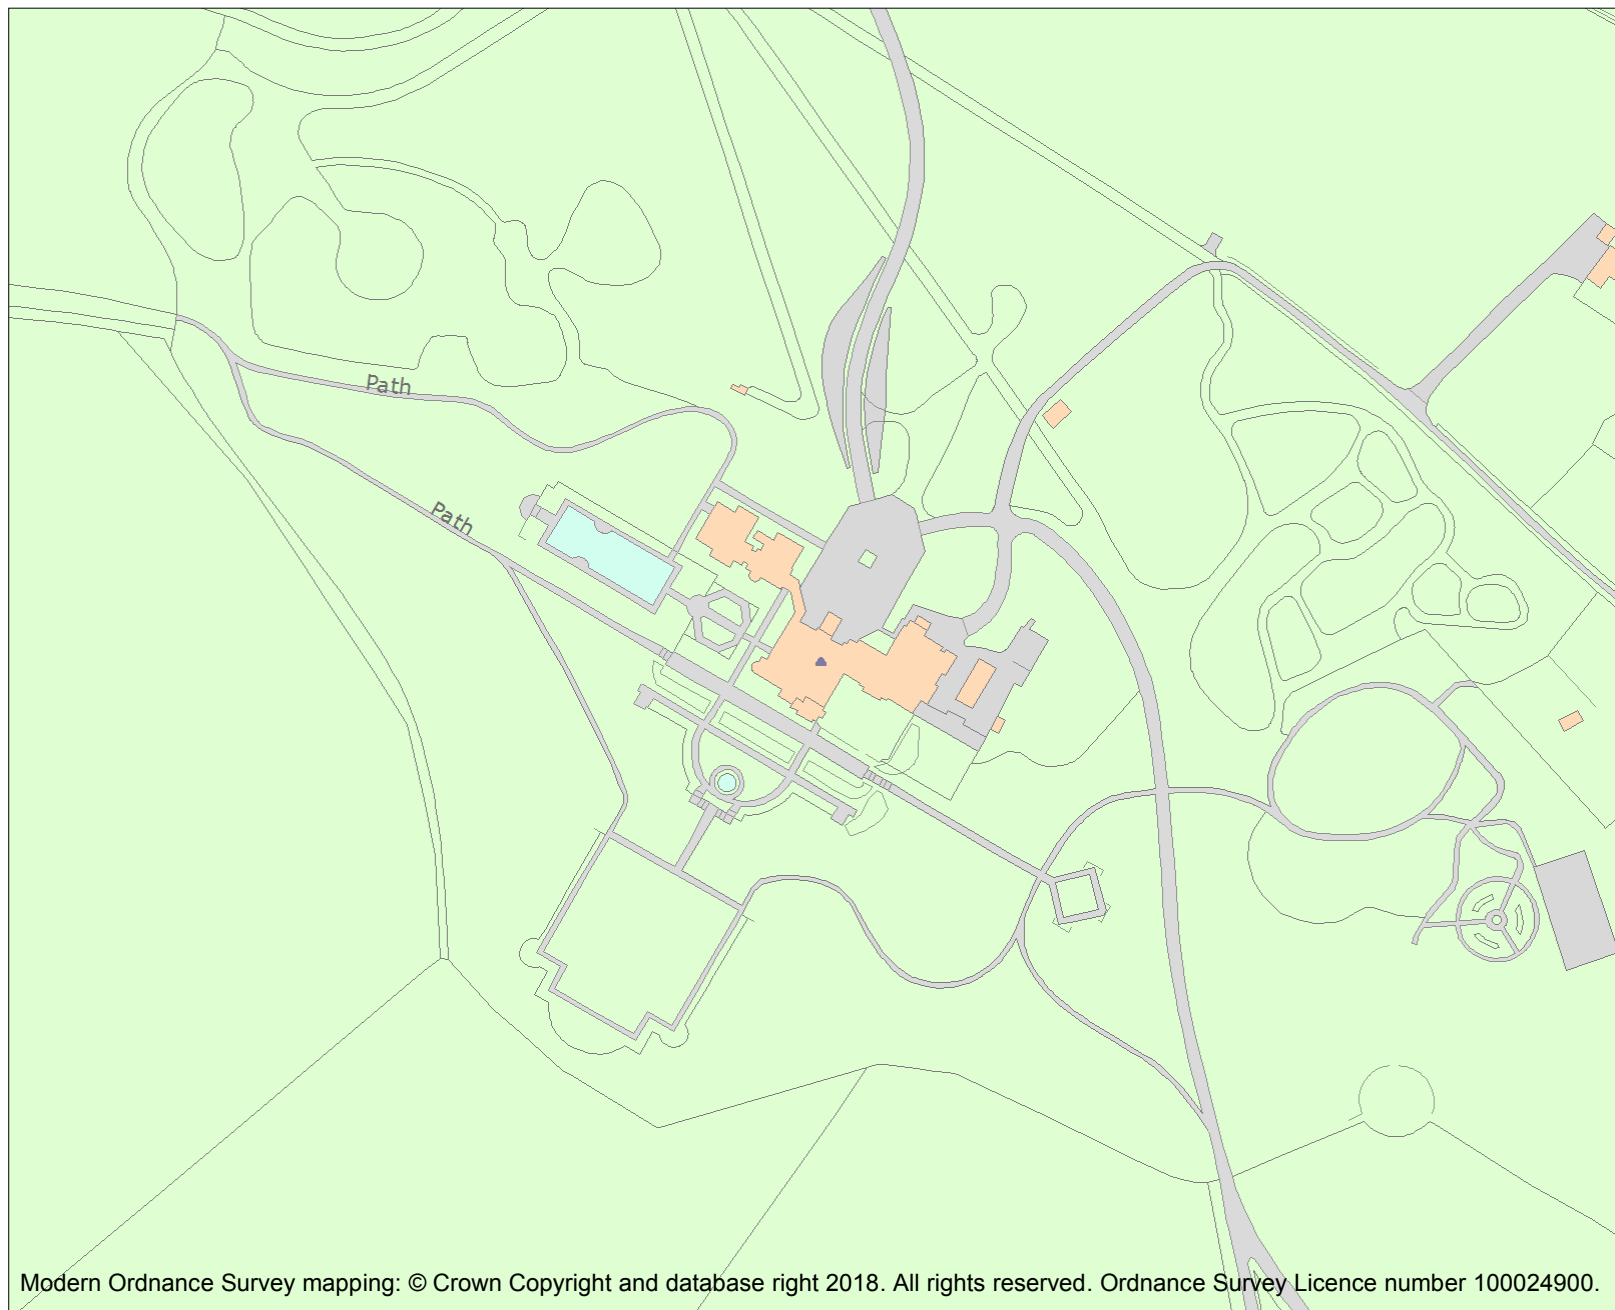 Path
Path
Modern Ordnance Survey mapping: © Crown Copyright and database right 2018. All rights reserved. Ordnance Survey Licence number 100024900.